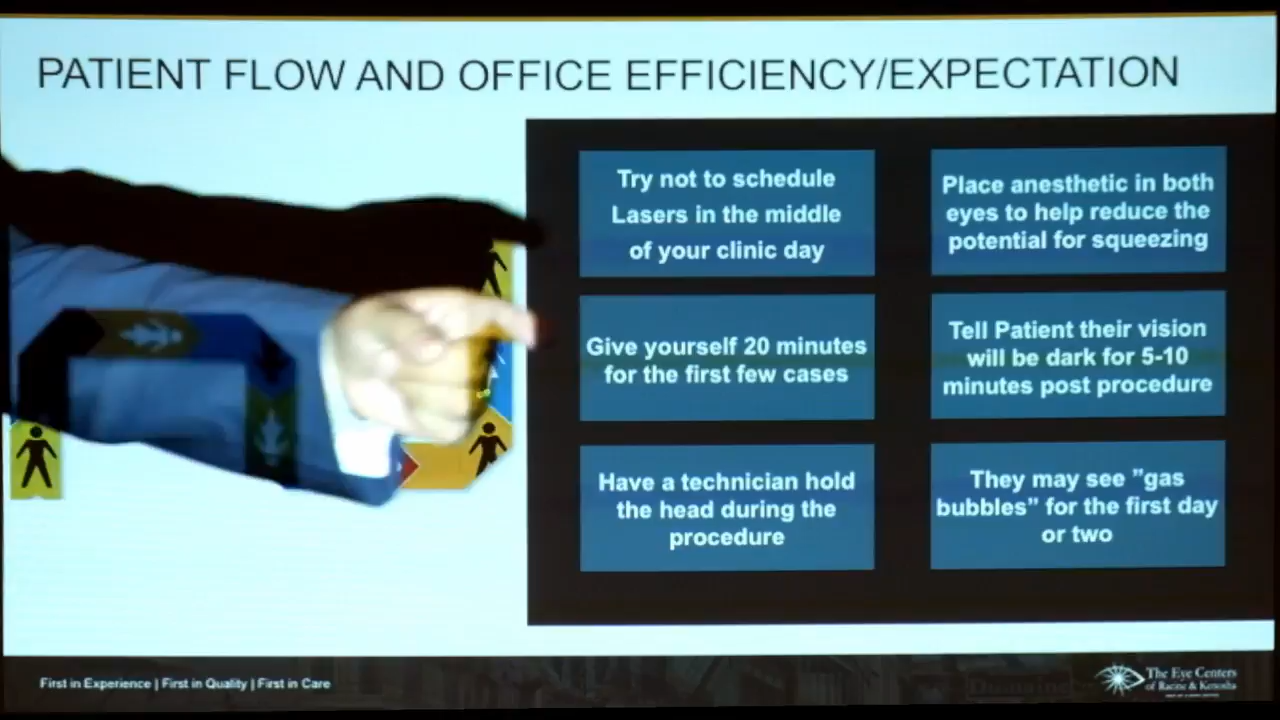 PATIENT FLOW AND OFFICE EFFICIENCY/EXPECTATION
Try not to schedule
Lasers in the middle
of your clinic day
Place anesthetic in both
eyes to help reduce the
potential for squeezing
Give yourself 20 minutes
for the first few cases
Tell Patient their vision
will be dark for 5-10
minutes post procedure
Have a technician hold
the head during the
procedure
They may see ”gas
bubbles” for the first day
or two
First in Experience | First in Quality | First in Care
The Eye Centers
of Racine & Kenosha